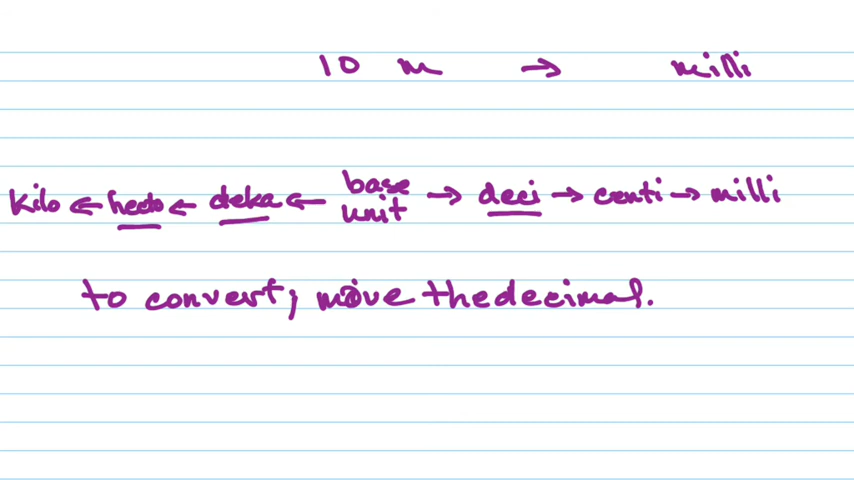 10 m → milli
kilo ← hecto ← deka ← base unit → deci → centi → milli
to convert, move the decimal.